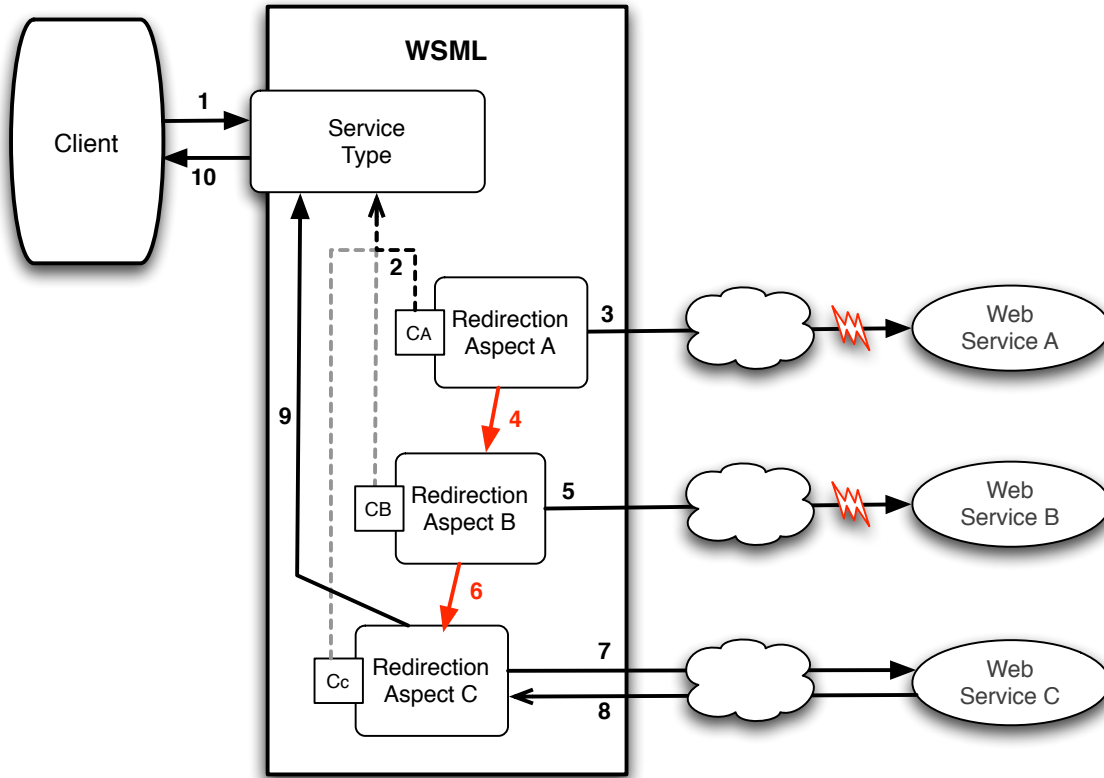 WSML
1
Service
Type
Client
10
2
3
Redirection
Aspect A
CA
Web
Service A
9
4
5
Redirection
Aspect B
CB
Web
Service B
6
7
Redirection
Aspect C
Cc
8
Web
Service C